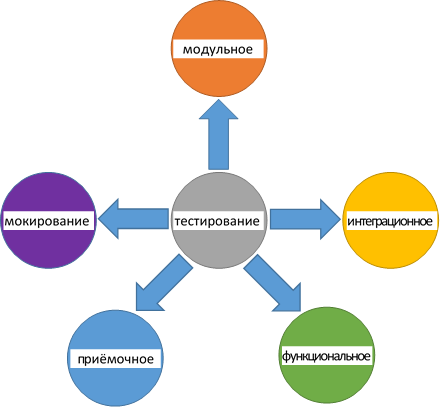 модульное
мокирование
тестирование
интеграционное
приёмочное
функциональное